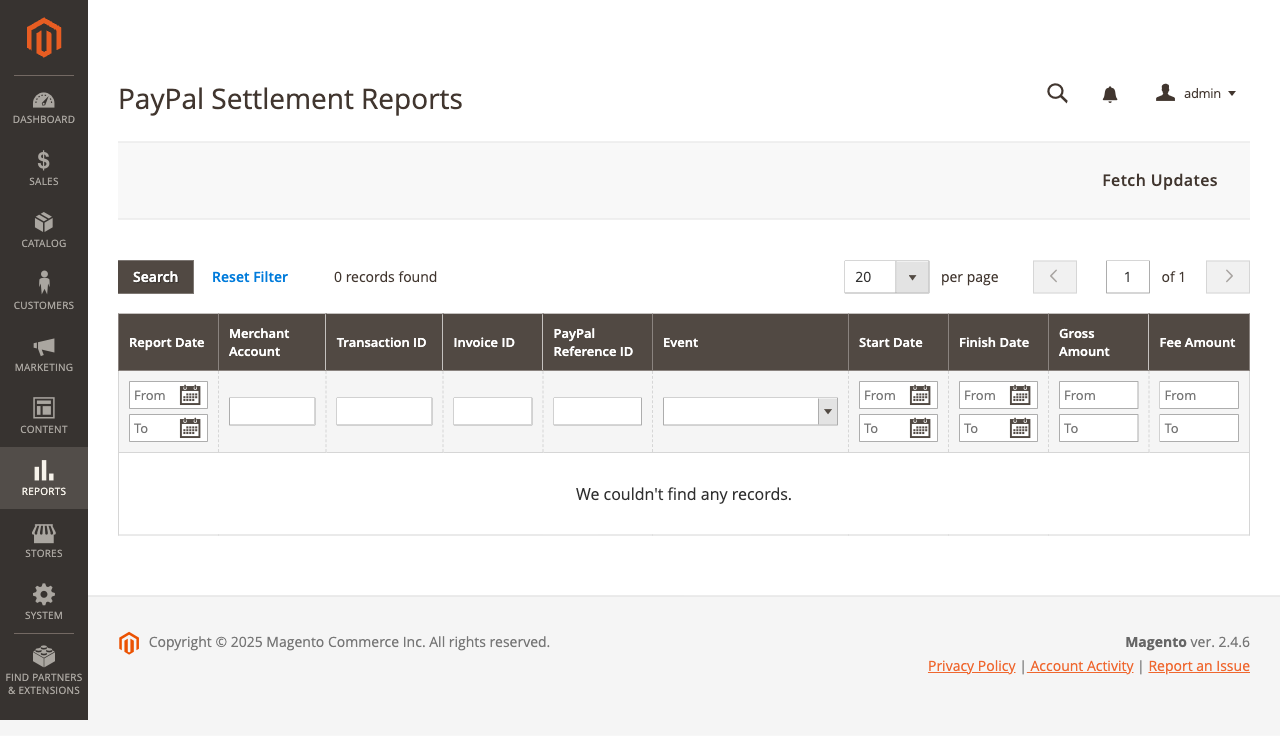 PayPal Settlement Reports
admin
DASHBOARD
SALES
CATALOG
CUSTOMERS
MARKETING
CONTENT
REPORTS
STORES
SYSTEM
FIND PARTNERS
& EXTENSIONS
Fetch Updates
Search Reset Filter 0 records found 20 per page 1 of 1
Report Date Merchant Account Transaction ID Invoice ID PayPal Reference ID Event Start Date Finish Date Gross Amount Fee Amount
From From From From From
To To To To To
We couldn't find any records.
Copyright © 2025 Magento Commerce Inc. All rights reserved.
Magento ver. 2.4.6
Privacy Policy | Account Activity | Report an Issue